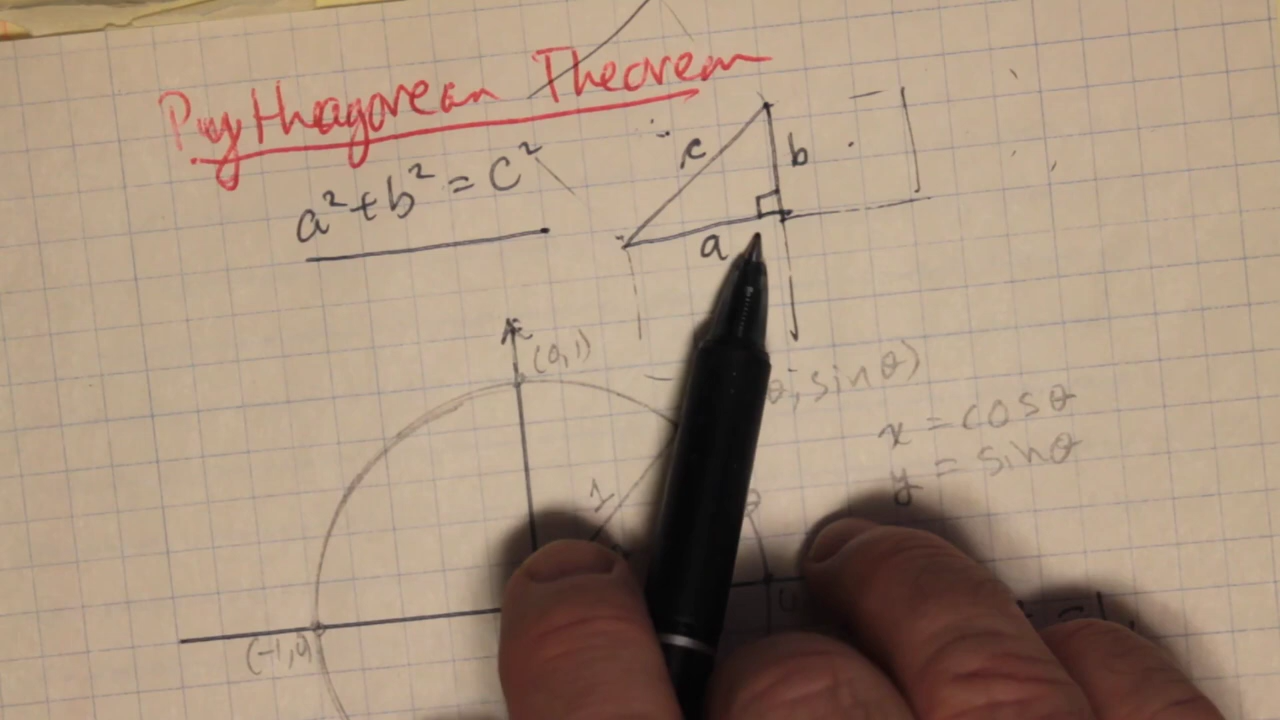 Pythagorean Theorem
a²+b² = c²
c
b
a
(0,1)
θ, sinθ)
x = cosθ
y = sinθ
1
(-1,0